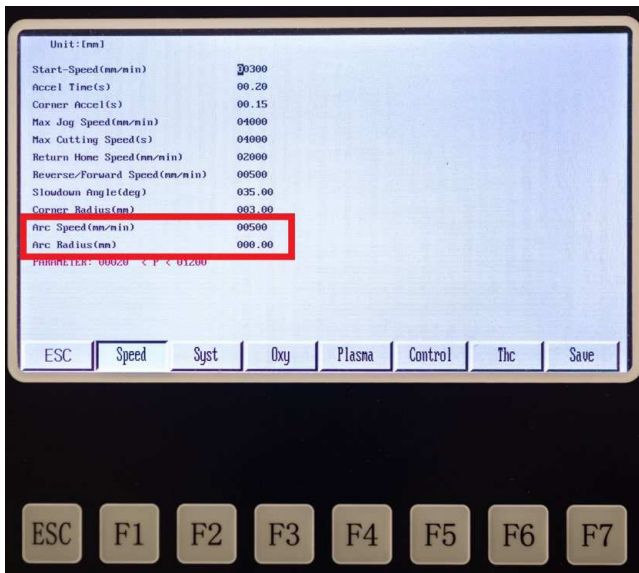 Unit:[mm]
Start-Speed(mm/min) 00300
Accel Time(s) 00.20
Corner Accel(s) 00.15
Max Jog Speed(mm/min) 04000
Max Cutting Speed(s) 04000
Return Home Speed(mm/min) 02000
Reverse/Forward Speed(mm/min) 00500
Slowdown Angle(deg) 035.00
Corner Radius(mm) 003.00
Arc Speed(mm/min) 00500
Arc Radius(mm) 000.00
PARAMETER: 00020 < P < 01200
ESC Speed Syst Oxy Plasma Control Thc Save
ESC F1 F2 F3 F4 F5 F6 F7